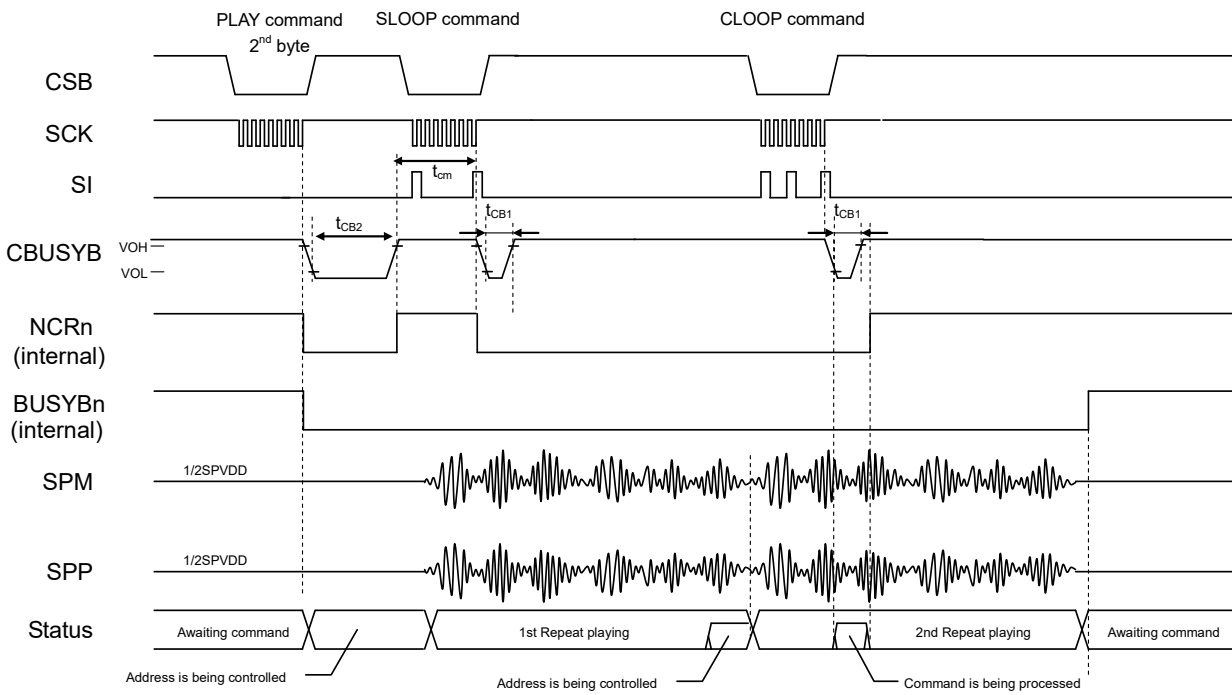 PLAY command
2nd byte
SLOOP command
CLOOP command
CSB
SCK
SI
tcm
tCB2
tCB1
tCB1
CBUSYB
VOH
VOL
NCRn
(internal)
BUSYBn
(internal)
SPM
1/2SPVDD
SPP
1/2SPVDD
Status
Awaiting command
1st Repeat playing
2nd Repeat playing
Awaiting command
Address is being controlled
Address is being controlled
Command is being processed